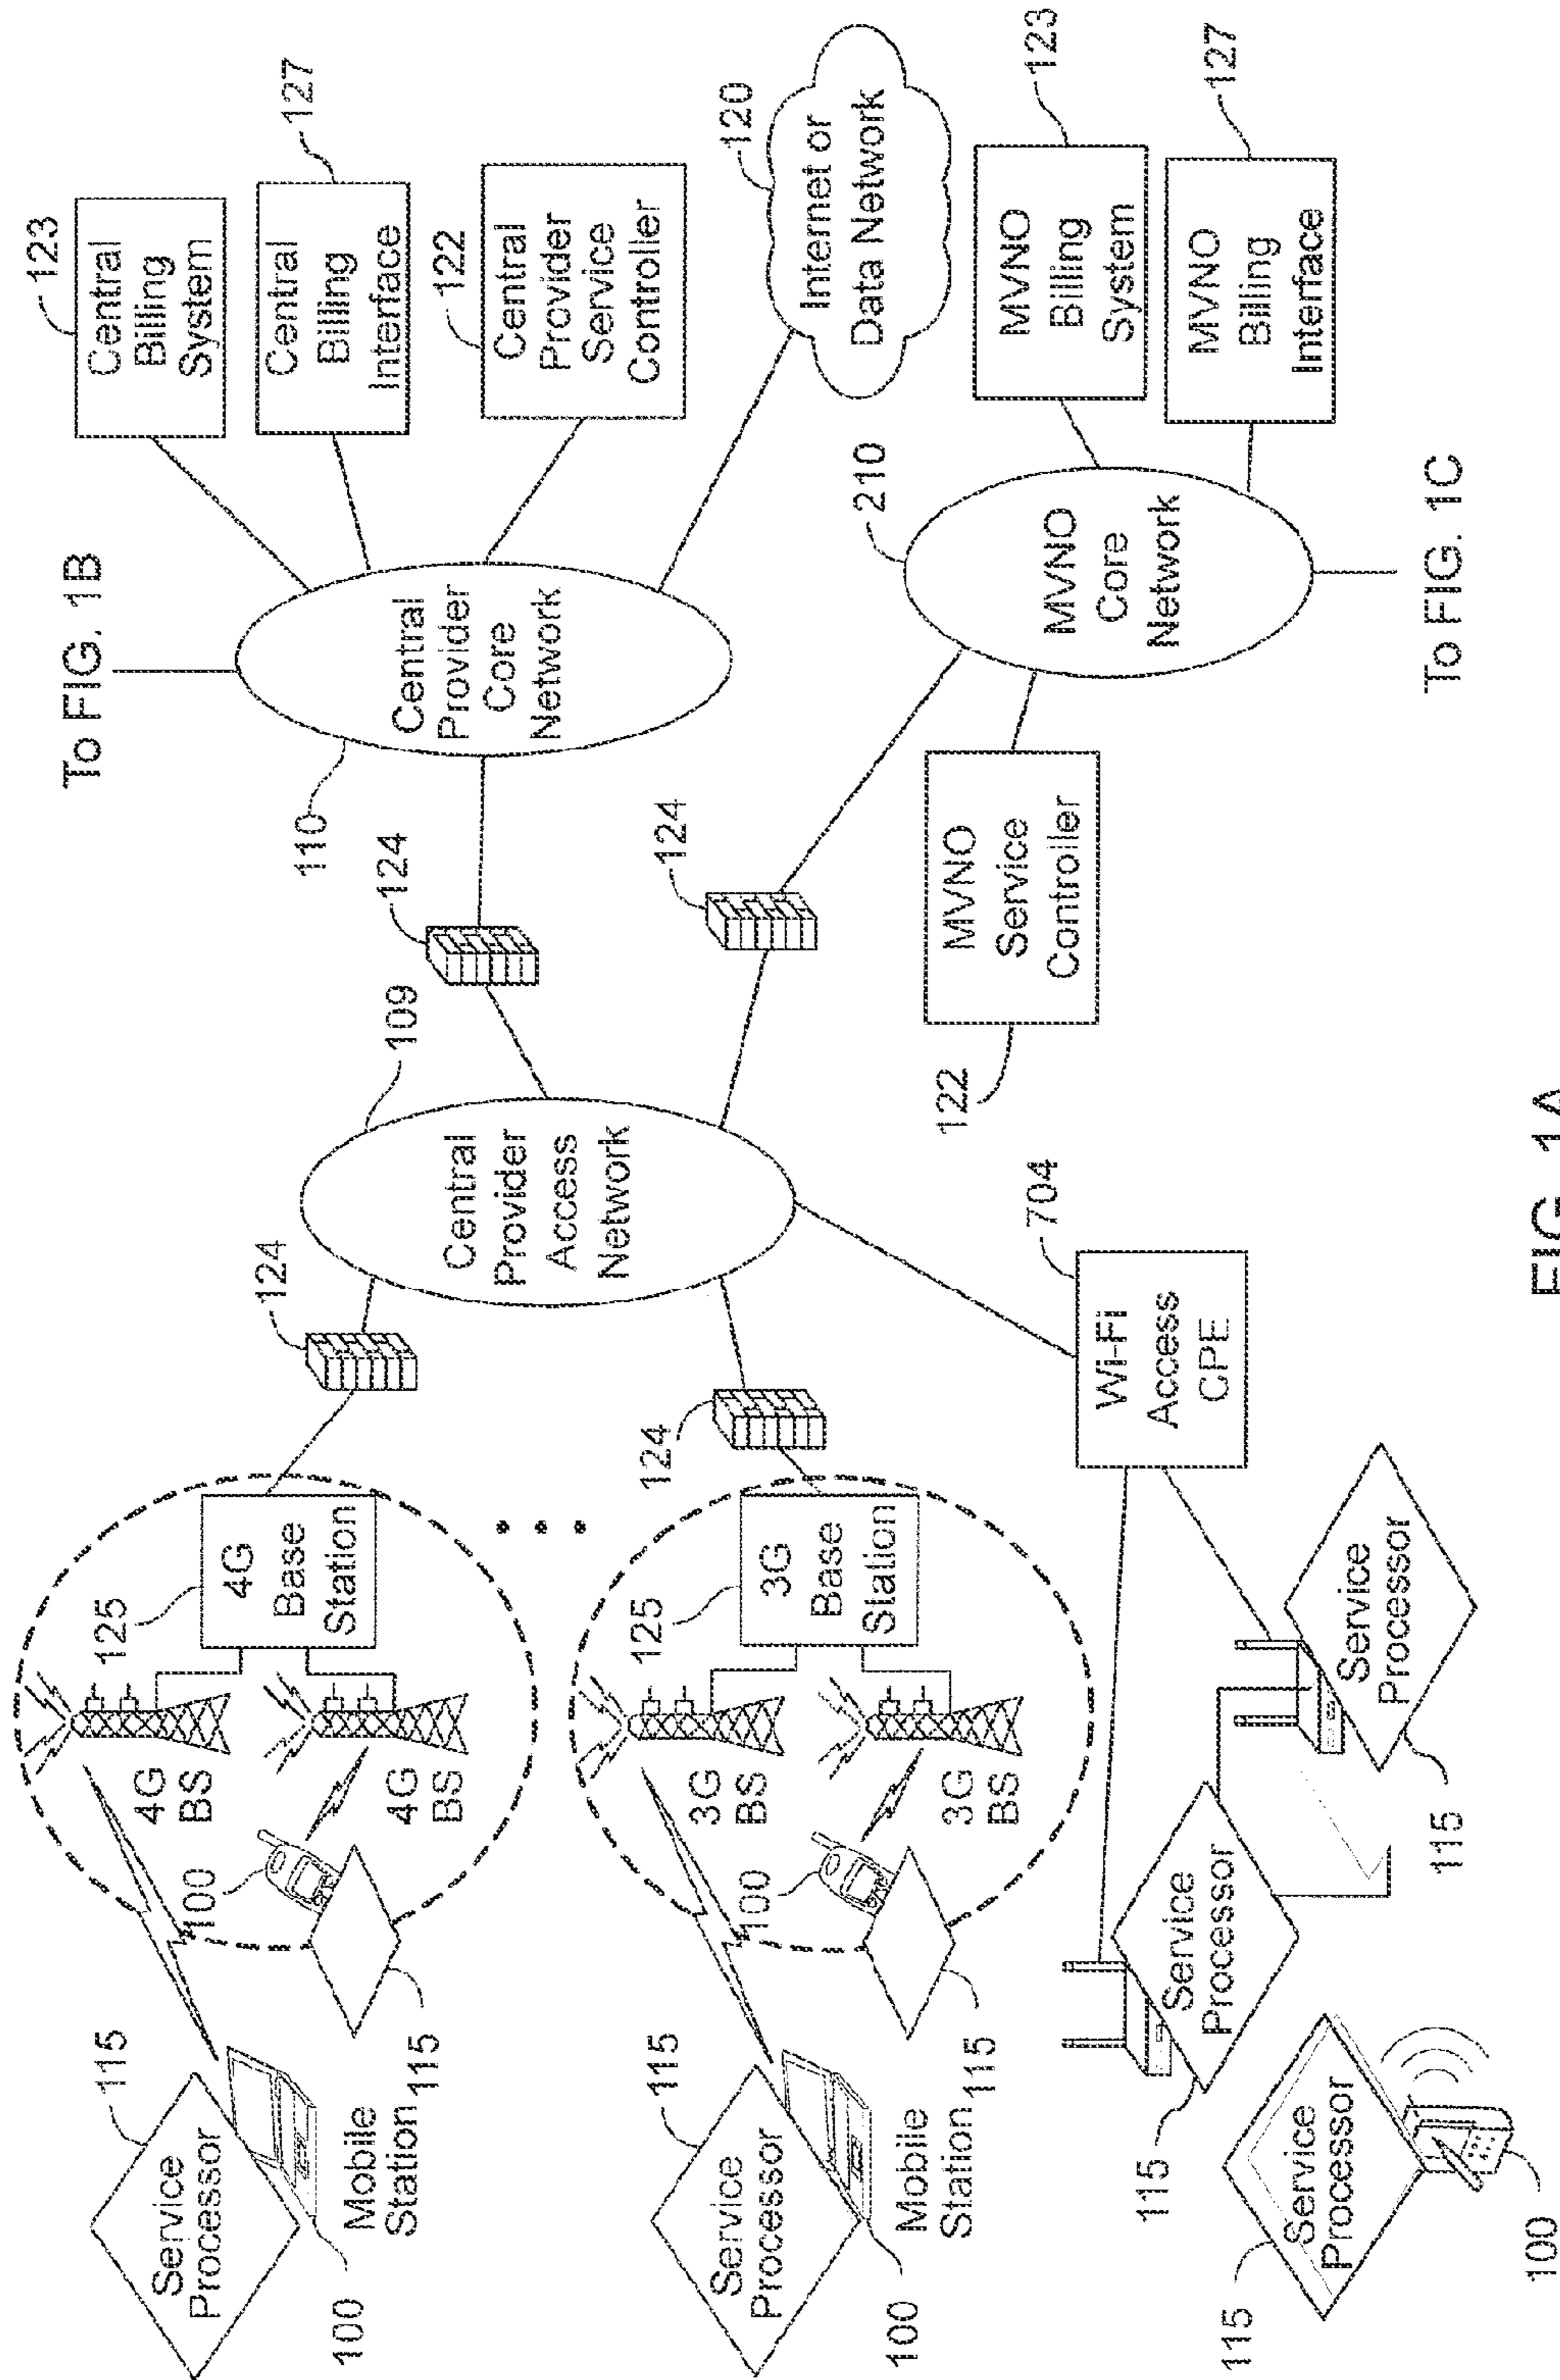 To FIG. 1B
123
Central
Billing
System
127
Central
Billing
Interface
122
Central
Provider
Service
Controller
110
Central
Provider
Core
Network
120
Internet or
Data Network
124
124
109
Central
Provider
Access
Network
124
124
210
MVNO
Core
Network
MVNO
Billing
System
123
MVNO
Billing
Interface
127
MVNO
Service
Controller
122
To FIG. 1C
4G
Base
Station
125
4G
BS
4G
BS
100
115
Service
Processor
115
Mobile
Station
100
3G
Base
Station
125
3G
BS
3G
BS
100
115
Service
Processor
115
Mobile
Station
100
704
Wi-Fi
Access
CPE
Service
Processor
115
Service
Processor
115
Service
Processor
115
100
FIG. 1A